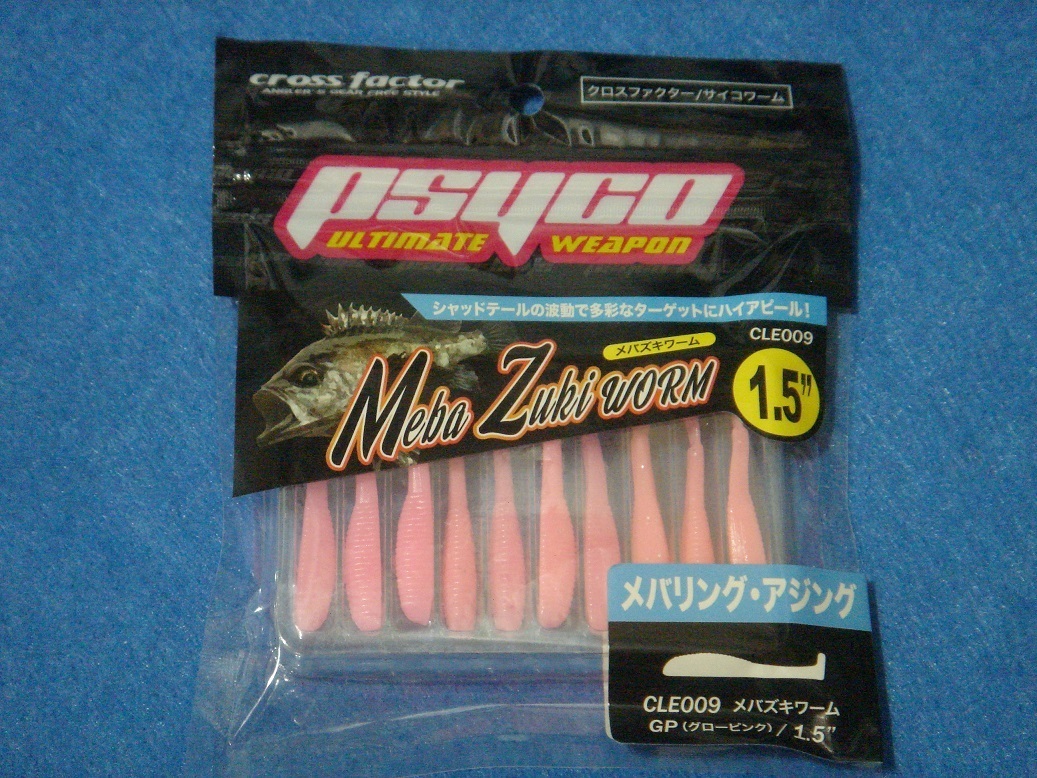 cross factor
ANGLER'S GEAR FREE STYLE
クロスファクター/サイコワーム
PSYCO
ULTIMATE WEAPON
シャッドテールの波動で多彩なターゲットにハイアピール!
CLE009
メバズキワーム
Meba Zuki WORM
1.5"
メバリング・アジング
CLE009 メバズキワーム
GP(グローピンク)/1.5"